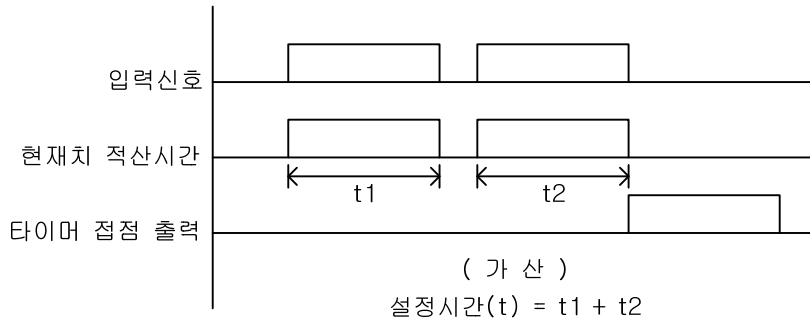 입력신호
현재치 적산시간
t1
t2
타이머 접점 출력
( 가 산 )
설정시간(t) = t1 + t2